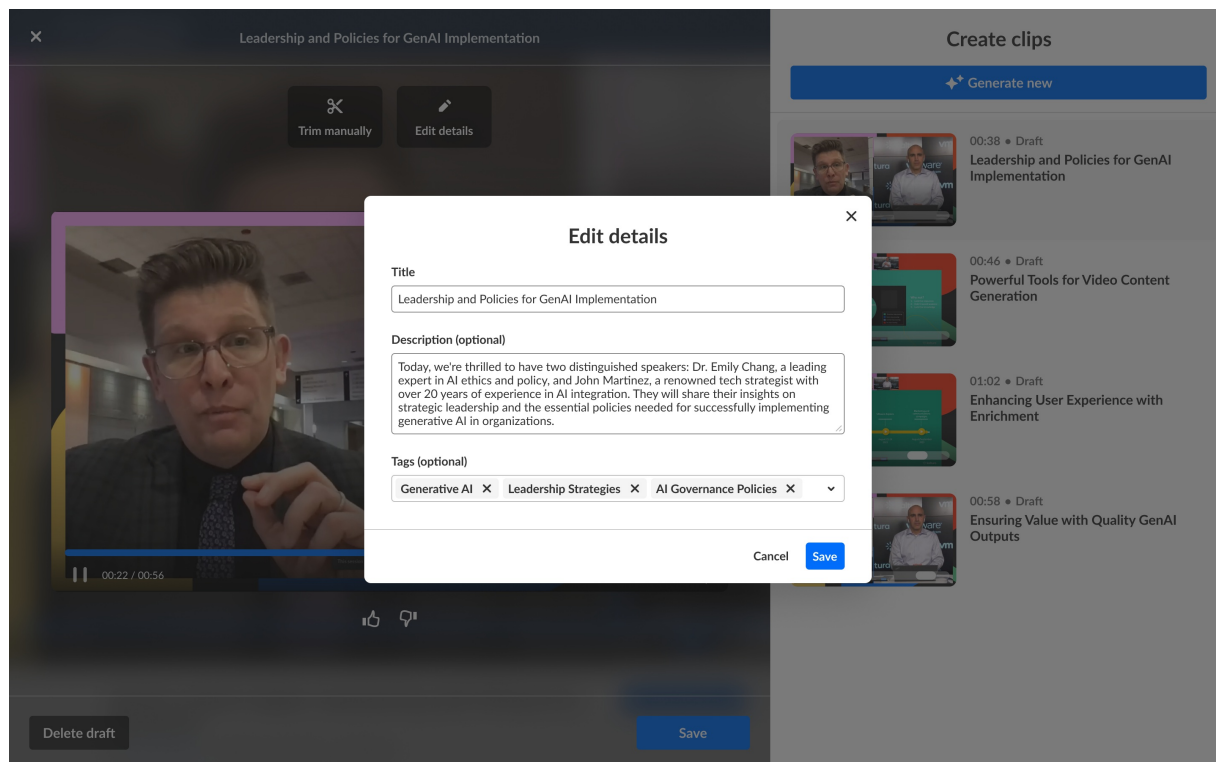 Leadership and Policies for GenAI Implementation
Trim manually
Edit details
00:22 / 00:56
Delete draft
Save
Create clips
Generate new
00:38 • Draft
Leadership and Policies for GenAI
Implementation
00:46 • Draft
Powerful Tools for Video Content
Generation
01:02 • Draft
Enhancing User Experience with
Enrichment
00:58 • Draft
Ensuring Value with Quality GenAI
Outputs
Edit details
Title
Leadership and Policies for GenAI Implementation
Description (optional)
Today, we're thrilled to have two distinguished speakers: Dr. Emily Chang, a leading
expert in AI ethics and policy, and John Martinez, a renowned tech strategist with
over 20 years of experience in AI integration. They will share their insights on
strategic leadership and the essential policies needed for successfully implementing
generative AI in organizations.
Tags (optional)
Generative AI
Leadership Strategies
AI Governance Policies
Cancel
Save